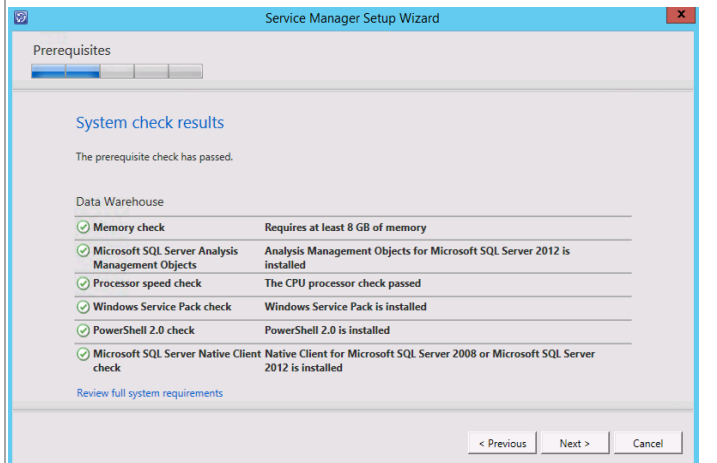 Service Manager Setup Wizard
x
Prerequisites
System check results
The prerequisite check has passed.
Data Warehouse
Memory check Requires at least 8 GB of memory
Microsoft SQL Server Analysis Analysis Management Objects for Microsoft SQL Server 2012 is
Management Objects installed
Processor speed check The CPU processor check passed
Windows Service Pack check Windows Service Pack is installed
PowerShell 2.0 check PowerShell 2.0 is installed
Microsoft SQL Server Native Client Native Client for Microsoft SQL Server 2008 or Microsoft SQL Server
check 2012 is installed
Review full system requirements
< Previous Next > Cancel